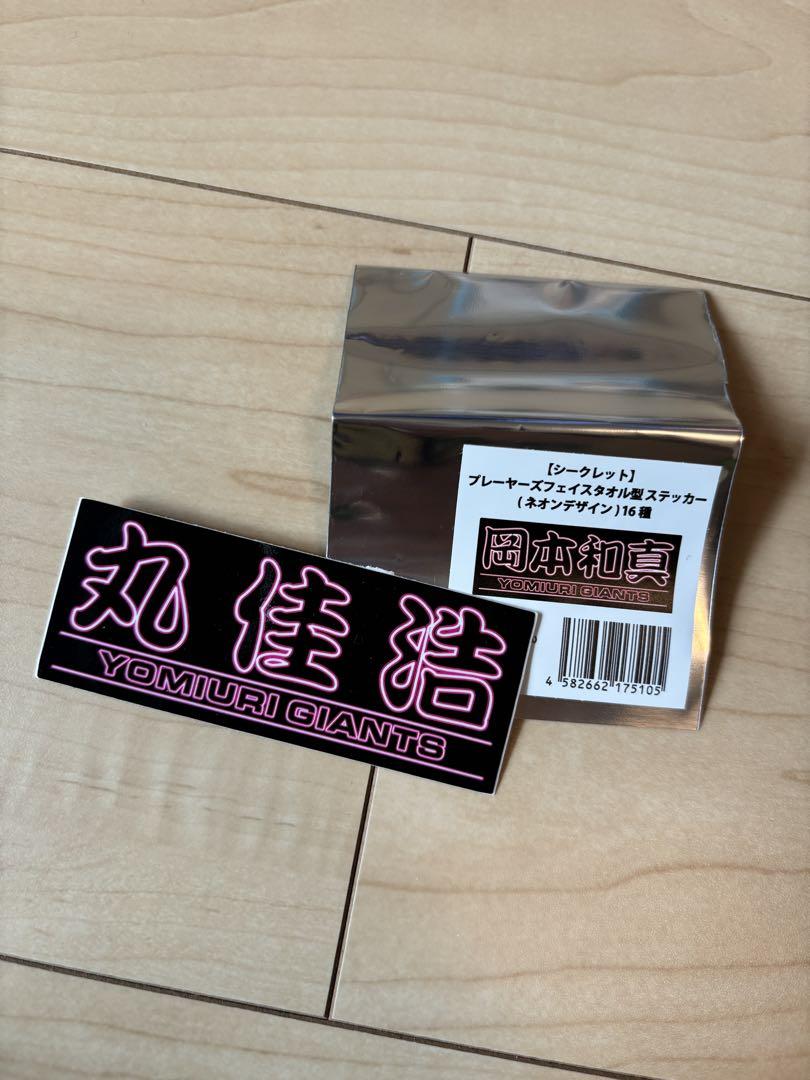 【シークレット】
プレーヤーズフェイスタオル型 ステッカー
( ネオンデザイン ) 16 種
岡本和真
YOMIURI GIANTS
4 582662 175105
丸佳浩
YOMIURI GIANTS